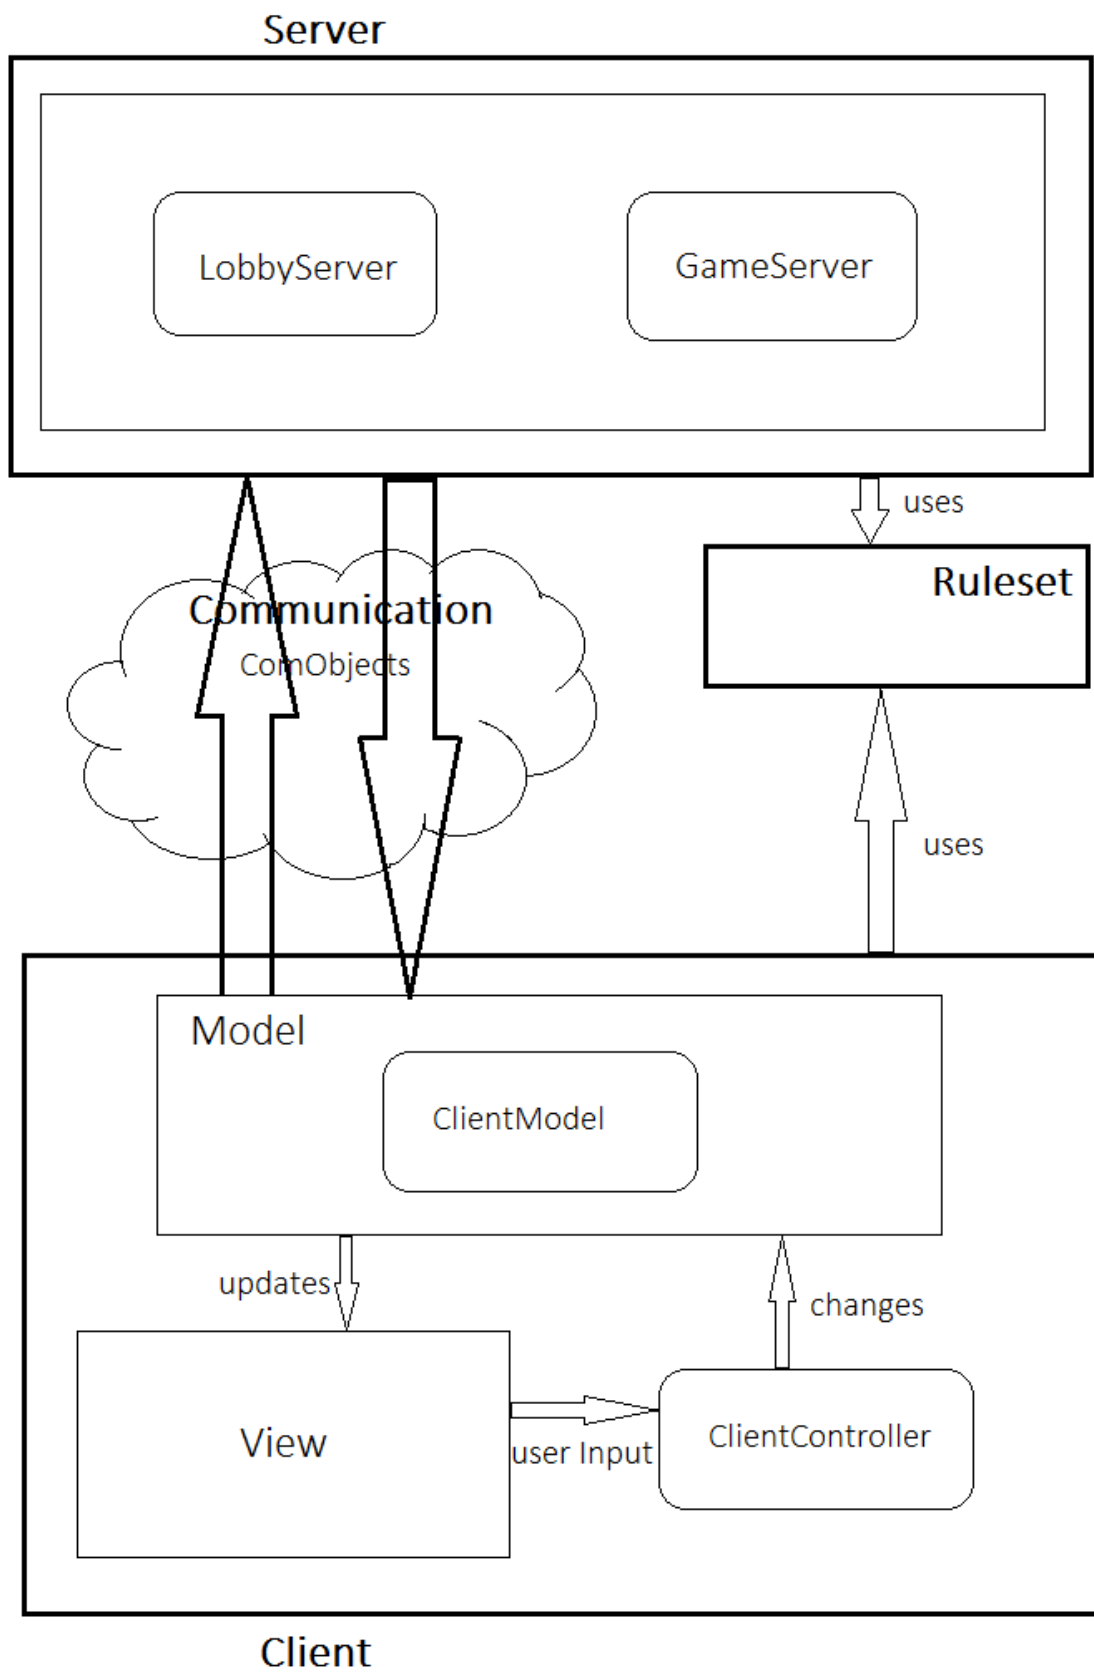 Server
LobbyServer
GameServer
uses
Ruleset
Communication
ComObjects
uses
Model
ClientModel
updates
changes
View
user Input
ClientController
Client